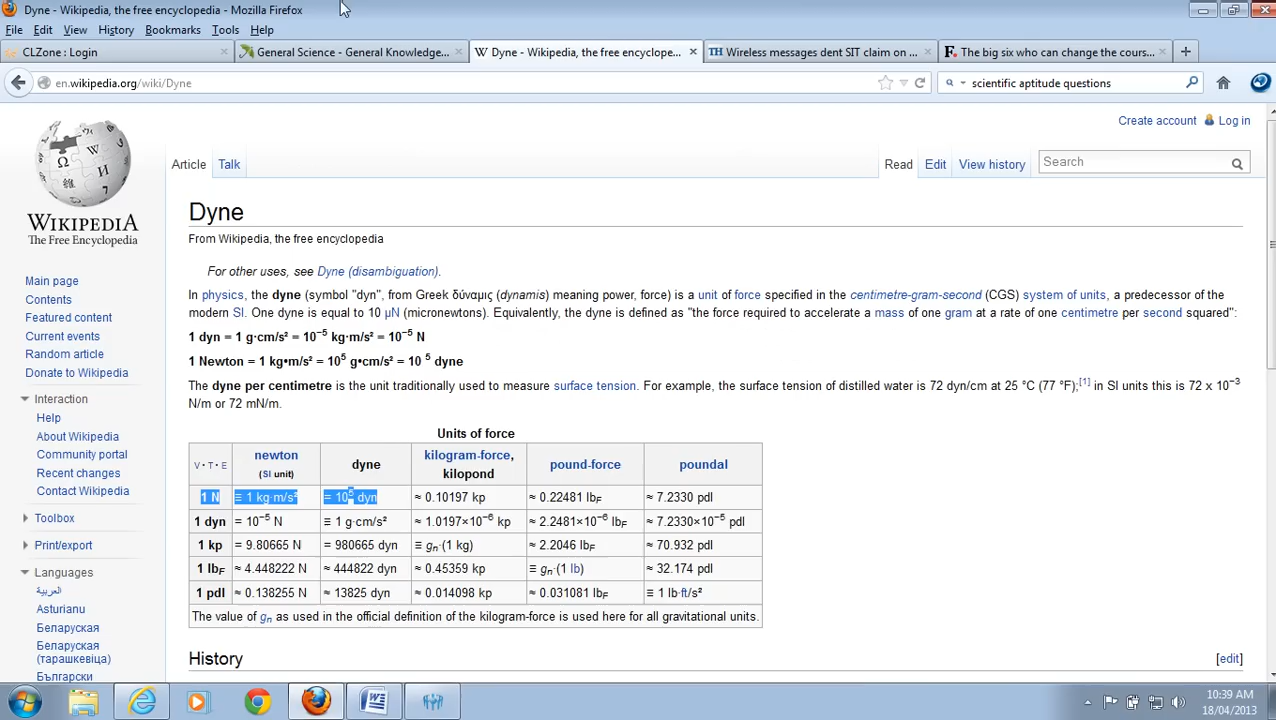 Dyne - Wikipedia, the free encyclopedia - Mozilla Firefox
File Edit View History Bookmarks Tools Help
CLZone : Login
General Science - General Knowledge...
W Dyne - Wikipedia, the free encyclope...
TH Wireless messages dent SIT claim on ...
F. The big six who can change the cours...
en.wikipedia.org/wiki/Dyne
scientific aptitude questions
Create account Log in
Article Talk
Read Edit View history Search
WIKIPEDIA
The Free Encyclopedia
Main page
Contents
Featured content
Current events
Random article
Donate to Wikipedia
Interaction
Help
About Wikipedia
Community portal
Recent changes
Contact Wikipedia
Toolbox
Print/export
Languages
العربية
Asturianu
Беларуская
Беларуская
(тарашкевіца)
Български
Dyne
From Wikipedia, the free encyclopedia
For other uses, see Dyne (disambiguation).
In physics, the dyne (symbol "dyn", from Greek δύναμις (dynamis) meaning power, force) is a unit of force specified in the centimetre-gram-second (CGS) system of units, a predecessor of the
modern SI. One dyne is equal to 10 µN (micronewtons). Equivalently, the dyne is defined as "the force required to accelerate a mass of one gram at a rate of one centimetre per second squared":
1 dyn = 1 g·cm/s² = 10⁻⁵ kg·m/s² = 10⁻⁵ N
1 Newton = 1 kg•m/s² = 10⁵ g•cm/s² = 10 ⁵ dyne
The dyne per centimetre is the unit traditionally used to measure surface tension. For example, the surface tension of distilled water is 72 dyn/cm at 25 °C (77 °F);[1] in SI units this is 72 x 10⁻³
N/m or 72 mN/m.
Units of force
V · T · E newton (SI unit) dyne kilogram-force, kilopond pound-force poundal
1 N ≡ 1 kg·m/s² = 10⁵ dyn ≈ 0.10197 kp ≈ 0.22481 lbF ≈ 7.2330 pdl
1 dyn = 10⁻⁵ N ≡ 1 g·cm/s² ≈ 1.0197×10⁻⁶ kp ≈ 2.2481×10⁻⁶ lbF ≈ 7.2330×10⁻⁵ pdl
1 kp = 9.80665 N = 980665 dyn ≡ gn·(1 kg) ≈ 2.2046 lbF ≈ 70.932 pdl
1 lbF ≈ 4.448222 N ≈ 444822 dyn ≈ 0.45359 kp ≡ gn·(1 lb) ≈ 32.174 pdl
1 pdl ≈ 0.138255 N ≈ 13825 dyn ≈ 0.014098 kp ≈ 0.031081 lbF ≡ 1 lb·ft/s²
The value of gn as used in the official definition of the kilogram-force is used here for all gravitational units.
History [edit]
10:39 AM
18/04/2013